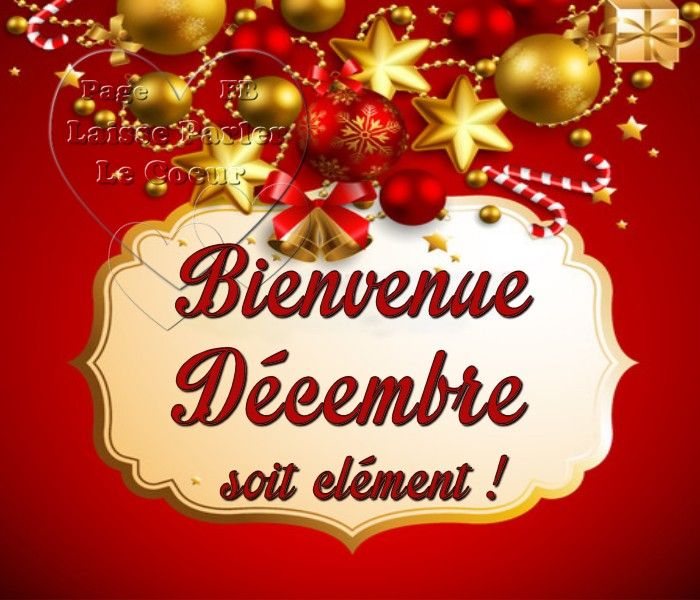 Page FB
Laisse Parler
Le Coeur
Bienvenue
Décembre
soit clément !